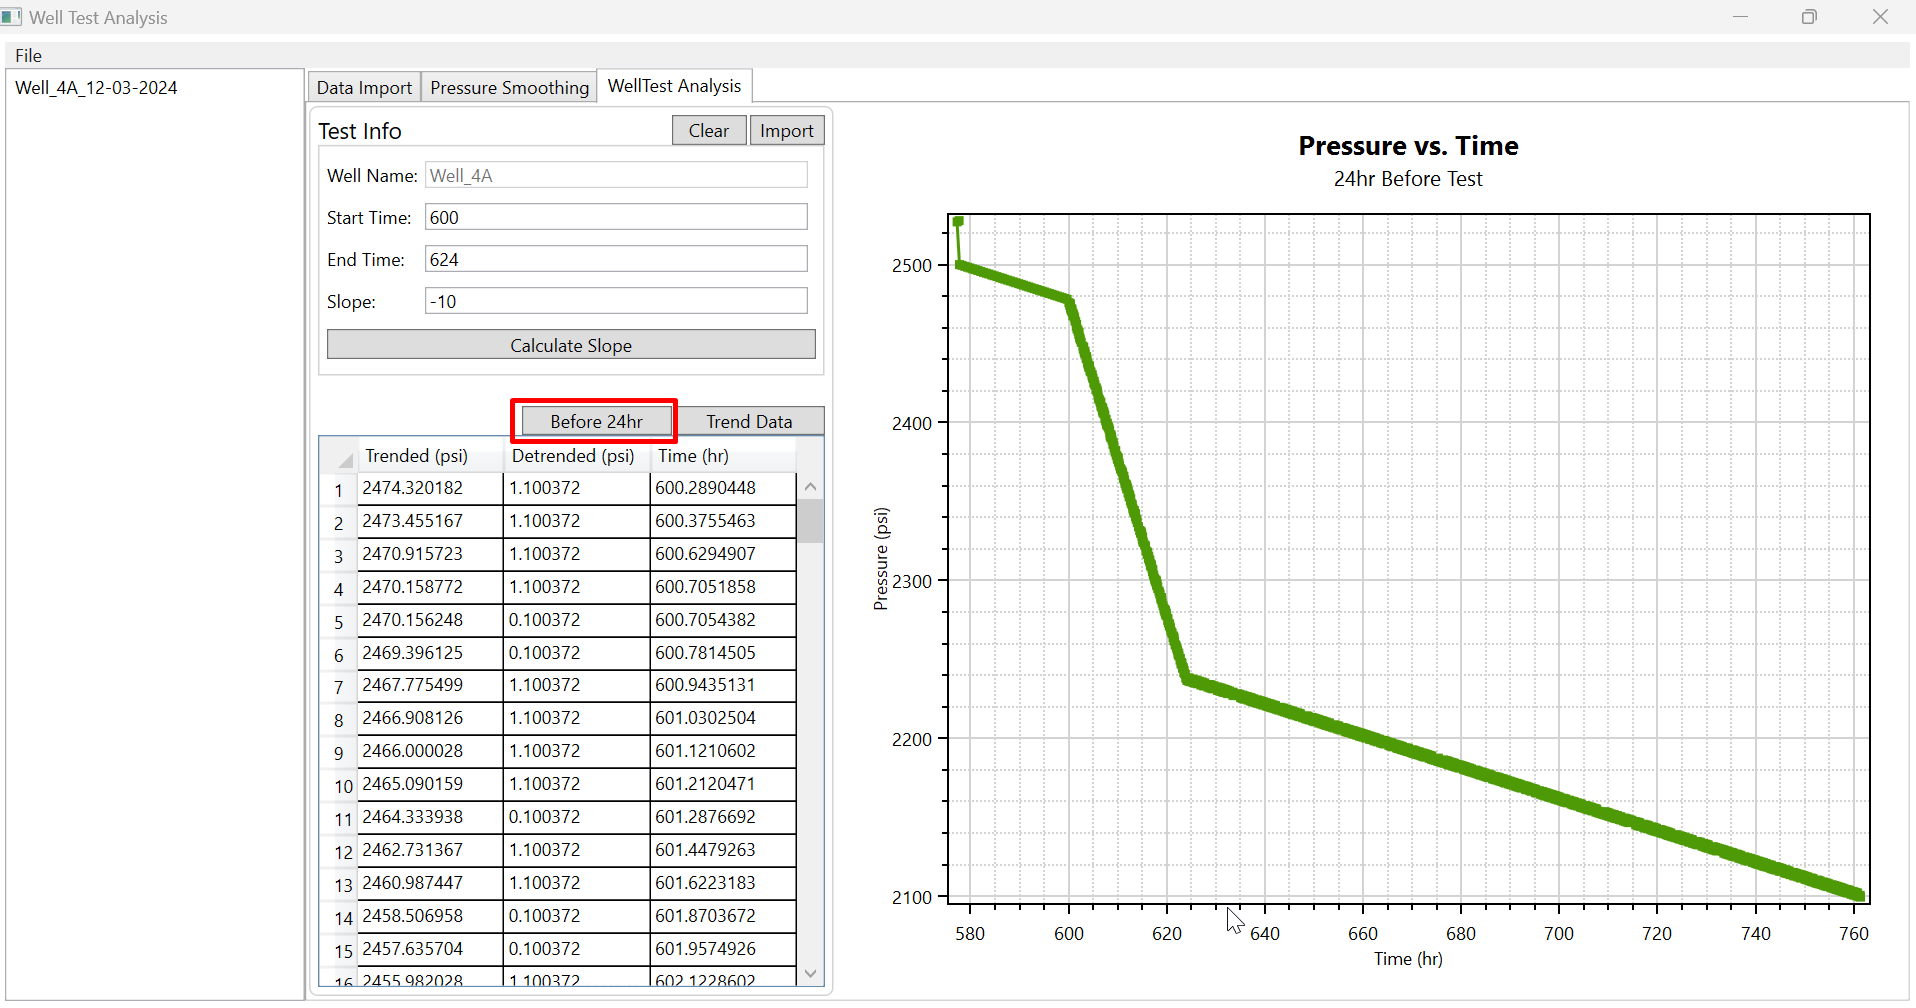 Well Test Analysis
File
Well_4A_12-03-2024
Data Import Pressure Smoothing WellTest Analysis
Test Info Clear Import
Well Name: Well_4A
Start Time: 600
End Time: 624
Slope: -10
Calculate Slope
Before 24hr Trend Data
Trended (psi) Detrended (psi) Time (hr)
1 2474.320182 1.100372 600.2890448
2 2473.455167 1.100372 600.3755463
3 2470.915723 1.100372 600.6294907
4 2470.158772 1.100372 600.7051858
5 2470.156248 0.100372 600.7054382
6 2469.396125 0.100372 600.7814505
7 2467.775499 1.100372 600.9435131
8 2466.908126 1.100372 601.0302504
9 2466.000028 1.100372 601.1210602
10 2465.090159 1.100372 601.2120471
11 2464.333938 0.100372 601.2876692
12 2462.731367 1.100372 601.4479263
13 2460.987447 1.100372 601.6223183
14 2458.506958 0.100372 601.8703672
15 2457.635704 0.100372 601.9574926
16 2455.982028 1.100372 602.1228602
Pressure vs. Time
24hr Before Test
Pressure (psi)
2500
2400
2300
2200
2100
580 600 620 640 660 680 700 720 740 760
Time (hr)